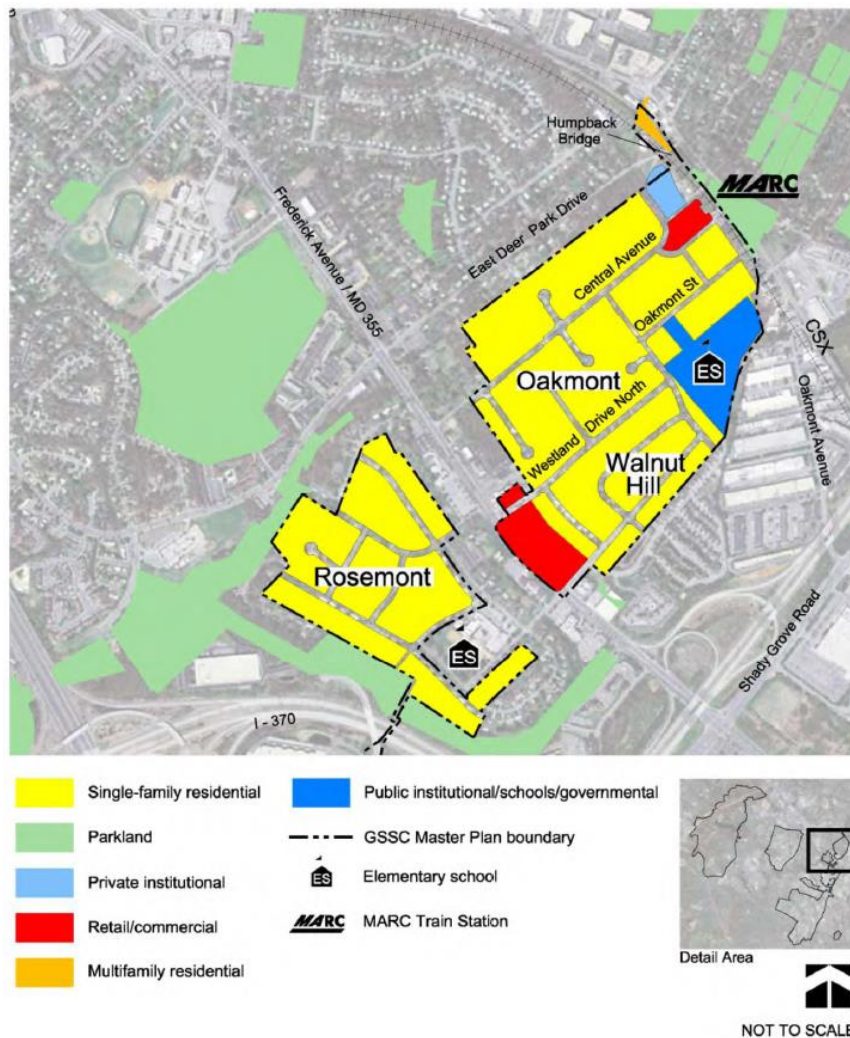 Humpback
Bridge
MARC
Frederick Avenue / MD 355
East Deer Park Drive
Central Avenue
Oakmont St
CSX
ES
Oakmont
Oakmont Avenue
Westland Drive North
Walnut
Hill
Rosemont
ES
Shady Grove Road
I - 370
Single-family residential
Parkland
Private institutional
Retail/commercial
Multifamily residential
Public institutional/schools/governmental
GSSC Master Plan boundary
ES Elementary school
MARC MARC Train Station
Detail Area
NOT TO SCALE